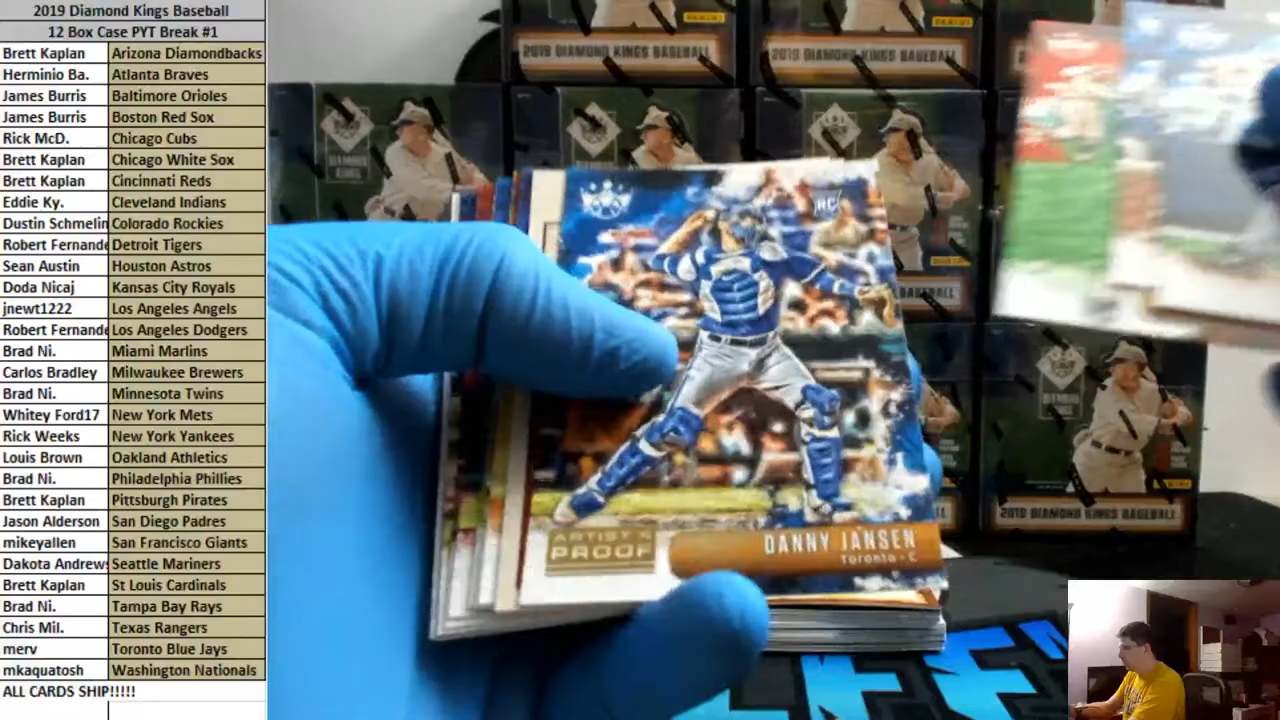 2019 Diamond Kings Baseball
12 Box Case PYT Break #1
Brett Kaplan Arizona Diamondbacks
Herminio Ba. Atlanta Braves
James Burris Baltimore Orioles
James Burris Boston Red Sox
Rick McD. Chicago Cubs
Brett Kaplan Chicago White Sox
Brett Kaplan Cincinnati Reds
Eddie Ky. Cleveland Indians
Dustin Schmelin Colorado Rockies
Robert Fernande Detroit Tigers
Sean Austin Houston Astros
Doda Nicaj Kansas City Royals
jnewt1222 Los Angeles Angels
Robert Fernande Los Angeles Dodgers
Brad Ni. Miami Marlins
Carlos Bradley Milwaukee Brewers
Brad Ni. Minnesota Twins
Whitey Ford17 New York Mets
Rick Weeks New York Yankees
Louis Brown Oakland Athletics
Brad Ni. Philadelphia Phillies
Brett Kaplan Pittsburgh Pirates
Jason Alderson San Diego Padres
mikeyallen San Francisco Giants
Dakota Andrews Seattle Mariners
Brett Kaplan St Louis Cardinals
Brad Ni. Tampa Bay Rays
Chris Mil. Texas Rangers
merv Toronto Blue Jays
mkaquatosh Washington Nationals
ALL CARDS SHIP!!!!!
2019 DIAMOND KINGS BASEBALL
2019 DIAMOND KINGS BASEBALL
RC
BASEBALL
2019 DIAMOND KINGS BASEBALL
ARTIST'S
PROOF
DANNY JANSEN
Toronto - C